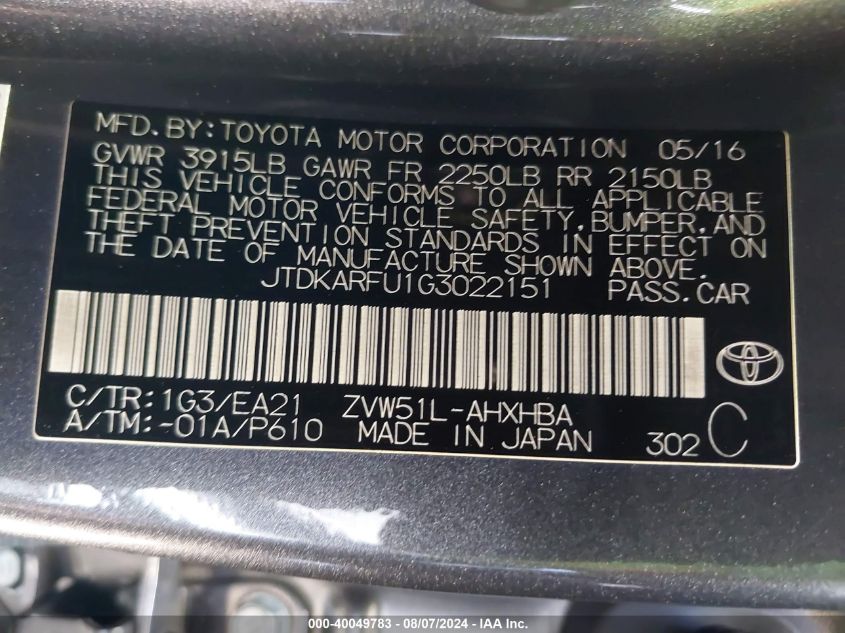 MFD.BY:TOYOTA MOTOR CORPORATION 05/16
GVWR 3915LB GAWR FR 2250LB RR 2150LB
THIS VEHICLE CONFORMS TO ALL APPLICABLE
FEDERAL MOTOR VEHICLE SAFETY,BUMPER,AND
THEFT PREVENTION STANDARDS IN EFFECT ON
THE DATE OF MANUFACTURE SHOWN ABOVE.
JTDKARFU1G3022151 PASS.CAR
C/TR:1G3/EA21 ZVW51L-AHXHBA
A/TM:-01A/P610 MADE IN JAPAN 302 C
000-40049783 - 08/07/2024 - IAAI.COM